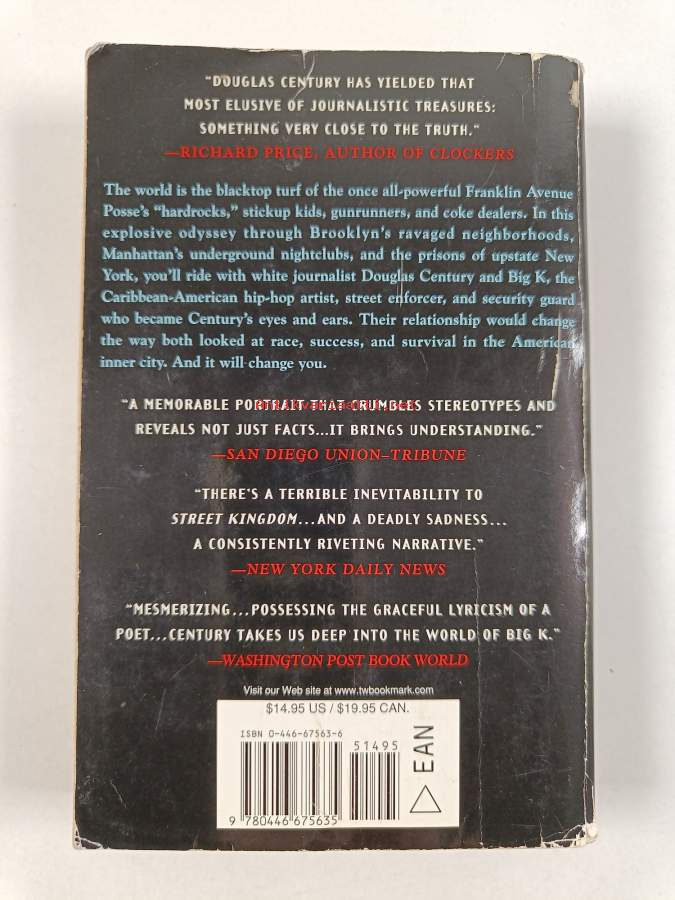 "DOUGLAS CENTURY HAS YIELDED THAT
MOST ELUSIVE OF JOURNALISTIC TREASURES:
SOMETHING VERY CLOSE TO THE TRUTH."
—RICHARD PRICE, AUTHOR OF CLOCKERS
The world is the blacktop turf of the once all-powerful Franklin Avenue
Posse's "hardrocks," stickup kids, gunrunners, and coke dealers. In this
explosive odyssey through Brooklyn's ravaged neighborhoods,
Manhattan's underground nightclubs, and the prisons of upstate New
York, you'll ride with white journalist Douglas Century and Big K, the
Caribbean-American hip-hop artist, street enforcer, and security guard
who became Century's eyes and ears. Their relationship would change
the way both looked at race, success, and survival in the American
inner city. And it will change you.
"A MEMORABLE PORTRAIT THAT CRUMBLES STEREOTYPES AND
REVEALS NOT JUST FACTS...IT BRINGS UNDERSTANDING."
—SAN DIEGO UNION-TRIBUNE
"THERE'S A TERRIBLE INEVITABILITY TO
STREET KINGDOM...AND A DEADLY SADNESS...
A CONSISTENTLY RIVETING NARRATIVE."
—NEW YORK DAILY NEWS
"MESMERIZING...POSSESSING THE GRACEFUL LYRICISM OF A
POET...CENTURY TAKES US DEEP INTO THE WORLD OF BIG K."
—WASHINGTON POST BOOK WORLD
Visit our Web site at www.twbookmark.com
$14.95 US / $19.95 CAN.
ISBN 0-446-67563-6
51495
EAN
9 780446 675635